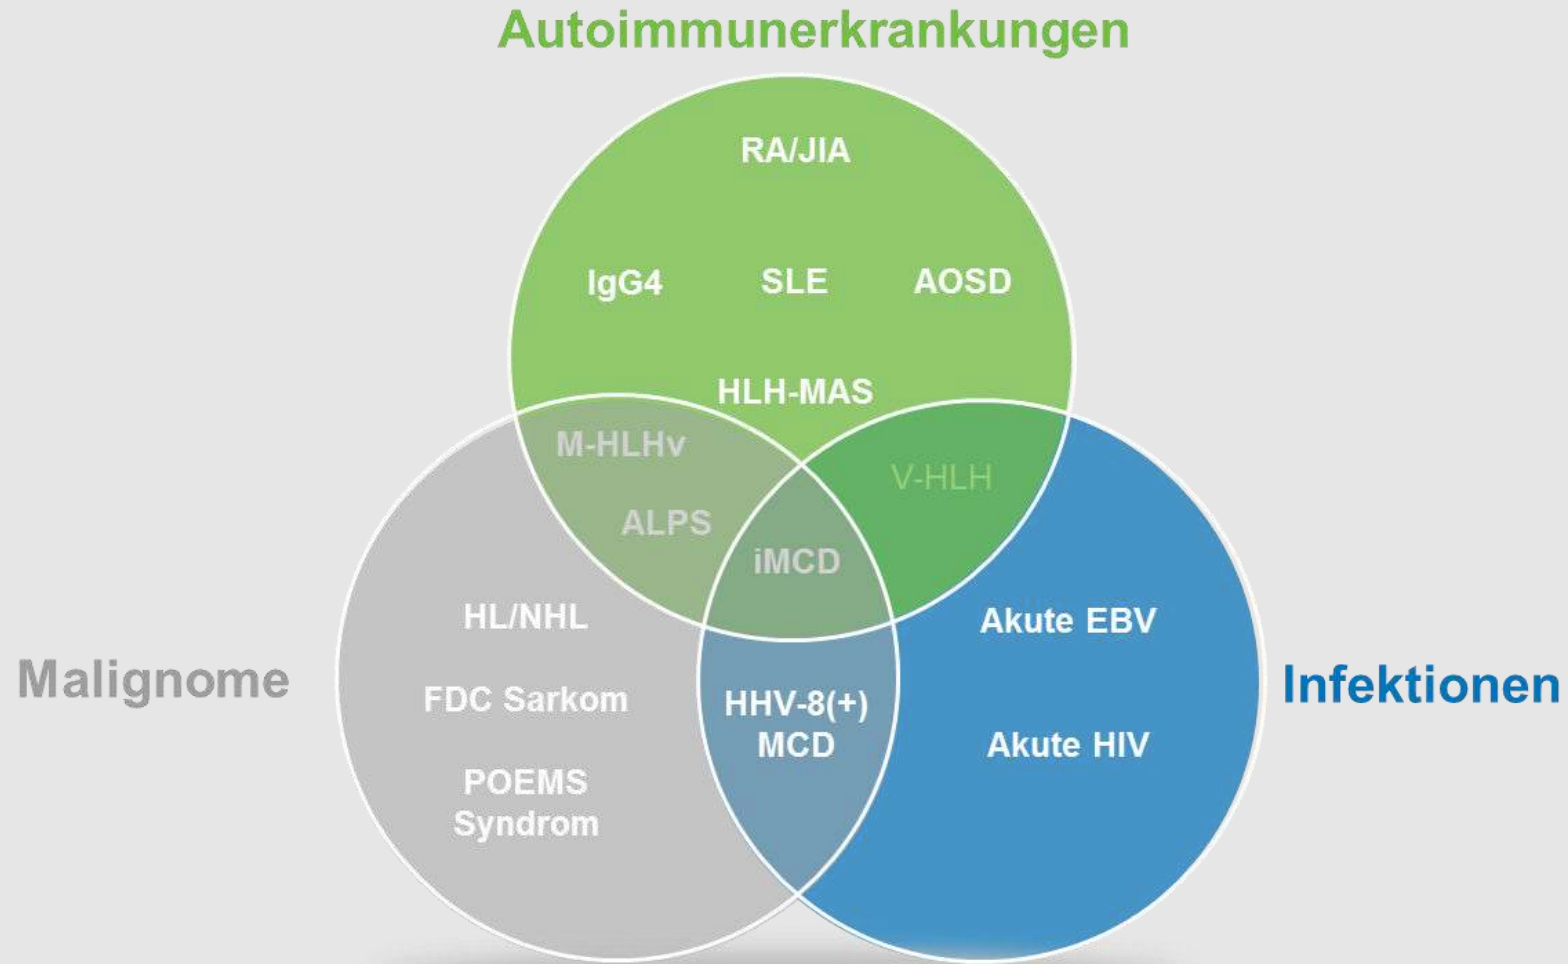 Autoimmunerkrankungen
RA/JIA
IgG4
SLE
AOSD
HLH-MAS
M-HLHv
V-HLH
ALPS
iMCD
HL/NHL
Akute EBV
Malignome
FDC Sarkom
HHV-8(+)
MCD
Akute HIV
Infektionen
POEMS
Syndrom